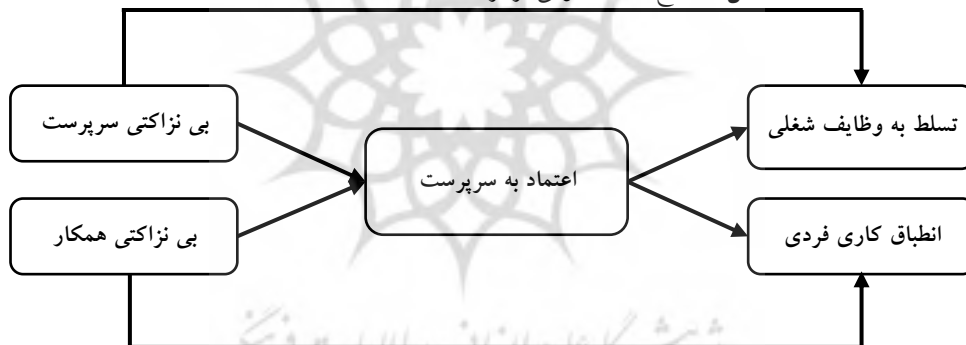 بی نزاکتی سرپرست
تسلط به وظایف شغلی
اعتماد به سرپرست
بی نزاکتی همکار
انطباق کاری فردی